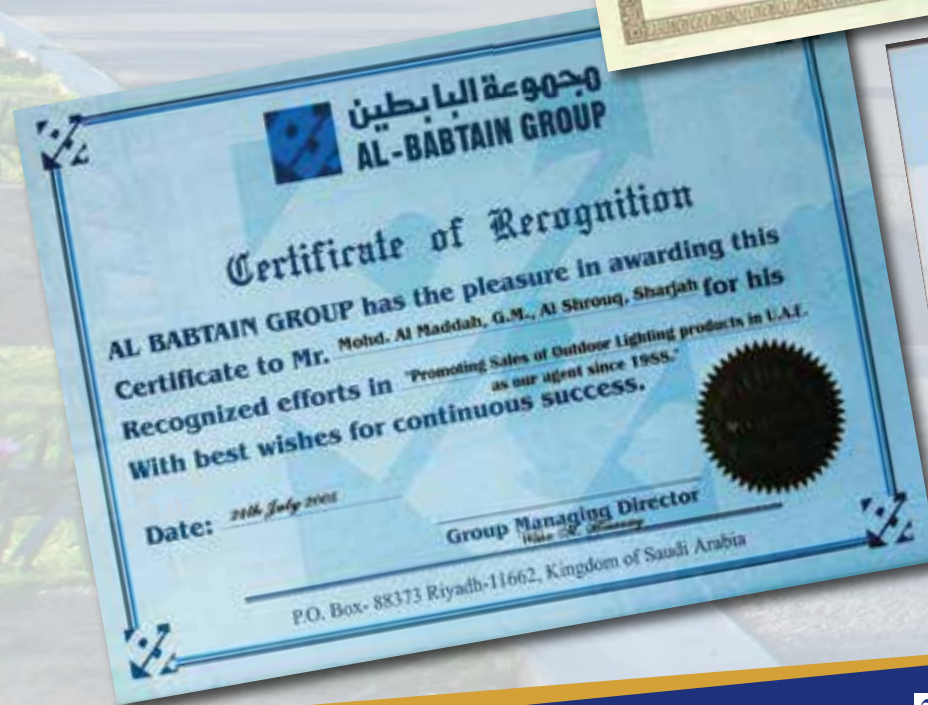 مجموعة البابطين
AL-BABTAIN GROUP
Certificate of Recognition
AL BABTAIN GROUP has the pleasure in awarding this
Certificate to Mr. Mohd. Al Maddah, G.M., Al Shrouq, Sharjah for his
Recognized efforts in "Promoting Sales of Outdoor Lighting products in U.A.E.
as our agent since 1988."
With best wishes for continuous success.
Date: July
Group Managing Director
P.O. Box- 88373 Riyadh-11662, Kingdom of Saudi Arabia